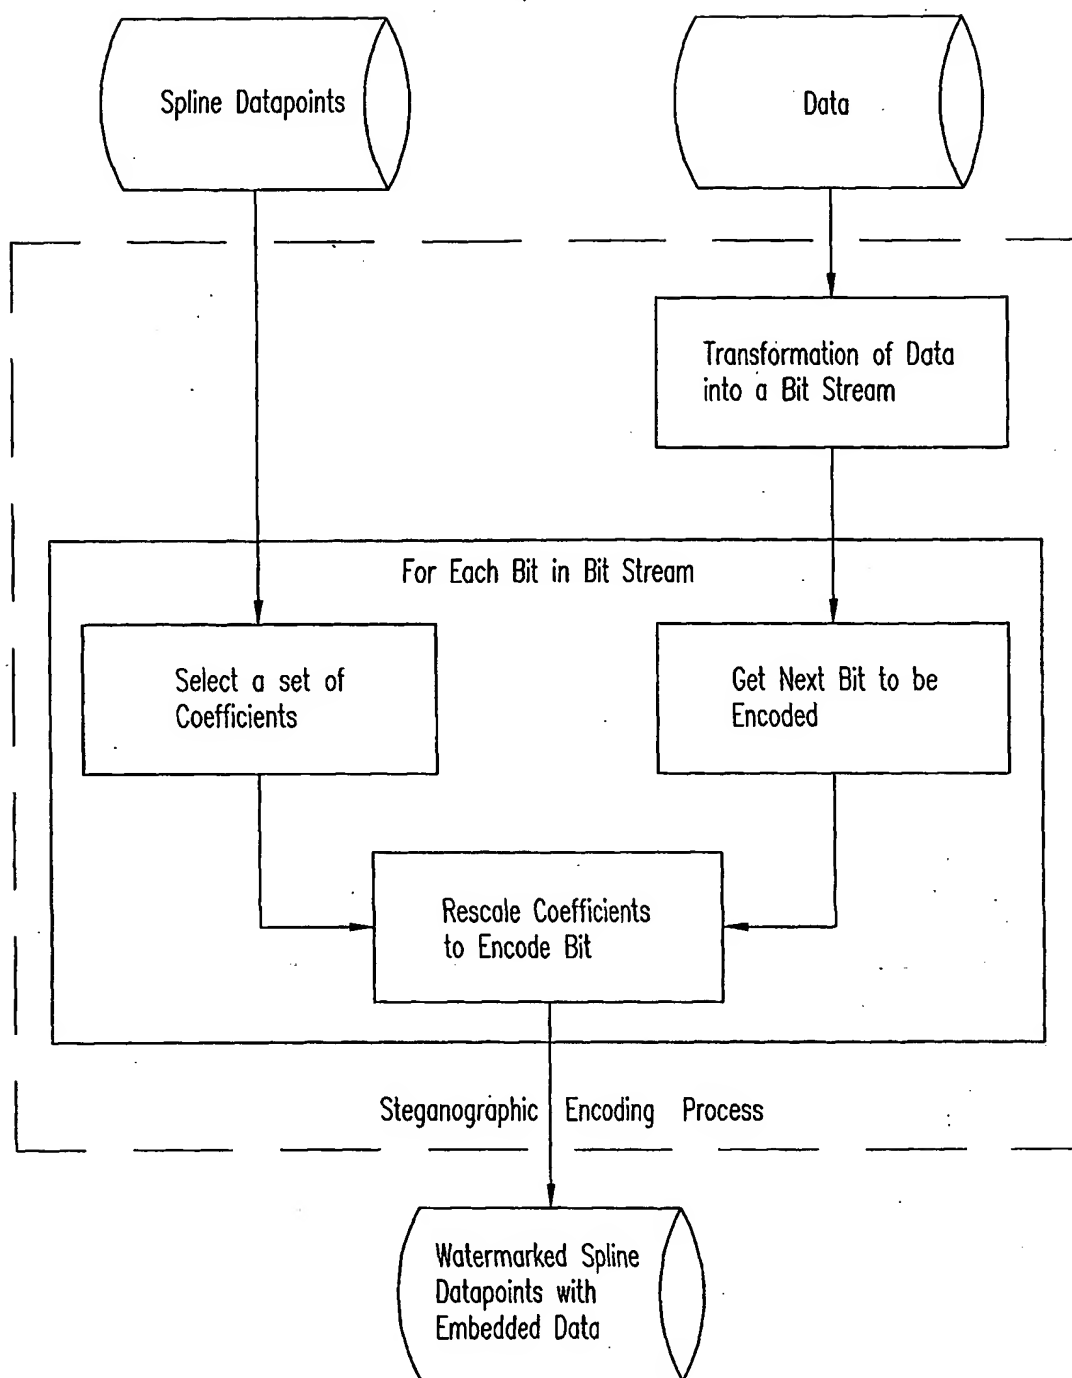 Spline Datapoints
Data
Transformation of Data
into a Bit Stream
For Each Bit in Bit Stream
Select a set of
Coefficients
Get Next Bit to be
Encoded
Rescale Coefficients
to Encode Bit
Steganographic Encoding Process
Watermarked Spline
Datapoints with
Embedded Data